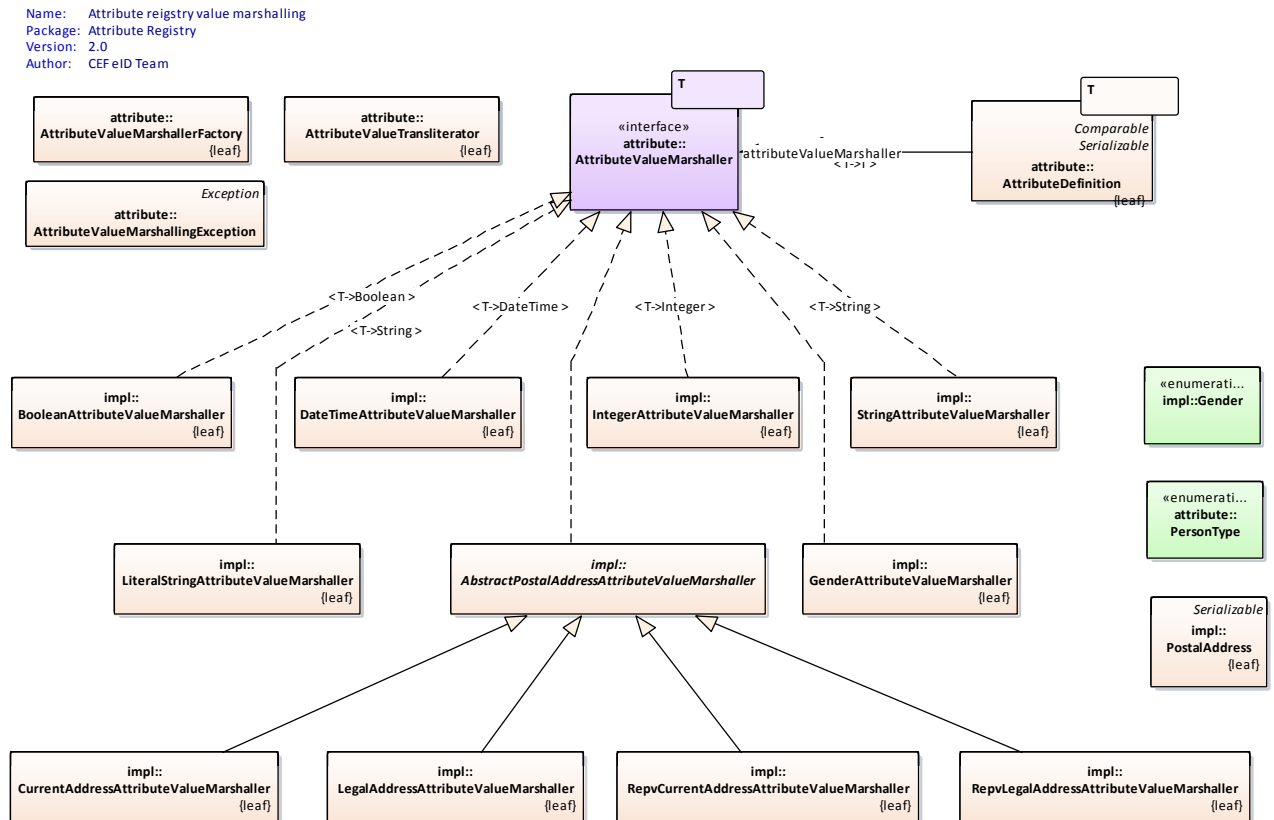 Name: Attribute reigstry value marshalling
Package: Attribute Registry
Version: 2.0
Author: CEF eID Team
attribute::
AttributeValueMarshallerFactory
{leaf}
attribute::
AttributeValueTransliterator
{leaf}
T
«interface»
attribute::
AttributeValueMarshaller
-attributeValueMarshaller
T
Comparable
Serializable
attribute::
AttributeDefinition
{leaf}
Exception
attribute::
AttributeValueMarshallingException
<T->Boolean>
<T->String>
<T->DateTime>
<T->Integer>
<T->String>
impl::
BooleanAttributeValueMarshaller
{leaf}
impl::
DateTimeAttributeValueMarshaller
{leaf}
impl::
IntegerAttributeValueMarshaller
{leaf}
impl::
StringAttributeValueMarshaller
{leaf}
«enumerati...
impl::Gender
«enumerati...
attribute::
PersonType
impl::
LiteralStringAttributeValueMarshaller
{leaf}
impl::
AbstractPostalAddressAttributeValueMarshaller
impl::
GenderAttributeValueMarshaller
{leaf}
Serializable
impl::
PostalAddress
{leaf}
impl::
CurrentAddressAttributeValueMarshaller
{leaf}
impl::
LegalAddressAttributeValueMarshaller
{leaf}
impl::
RepvCurrentAddressAttributeValueMarshaller
{leaf}
impl::
RepvLegalAddressAttributeValueMarshaller
{leaf}